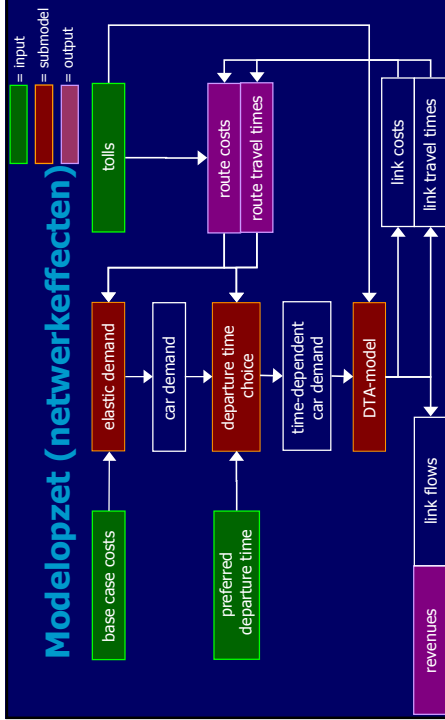 Modelopzet (netwerkeffecten)
= input
= submodel
= output
base case costs
elastic demand
tolls
car demand
preferred
departure time
departure time
choice
route costs
route travel times
time-dependent
car demand
DTA-model
revenues
link flows
link costs
link travel times